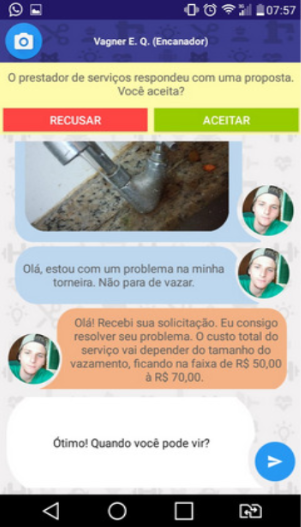 07:57
Vagner E. Q. (Encanador)
O prestador de serviços respondeu com uma proposta.
Você aceita?
RECUSAR
ACEITAR
Olá, estou com um problema na minha
torneira. Não para de vazar.
Olá! Recebi sua solicitação. Eu consigo
resolver seu problema. O custo total do
serviço vai depender do tamanho do
vazamento, ficando na faixa de R$ 50,00
à R$ 70,00.
Ótimo! Quando você pode vir?